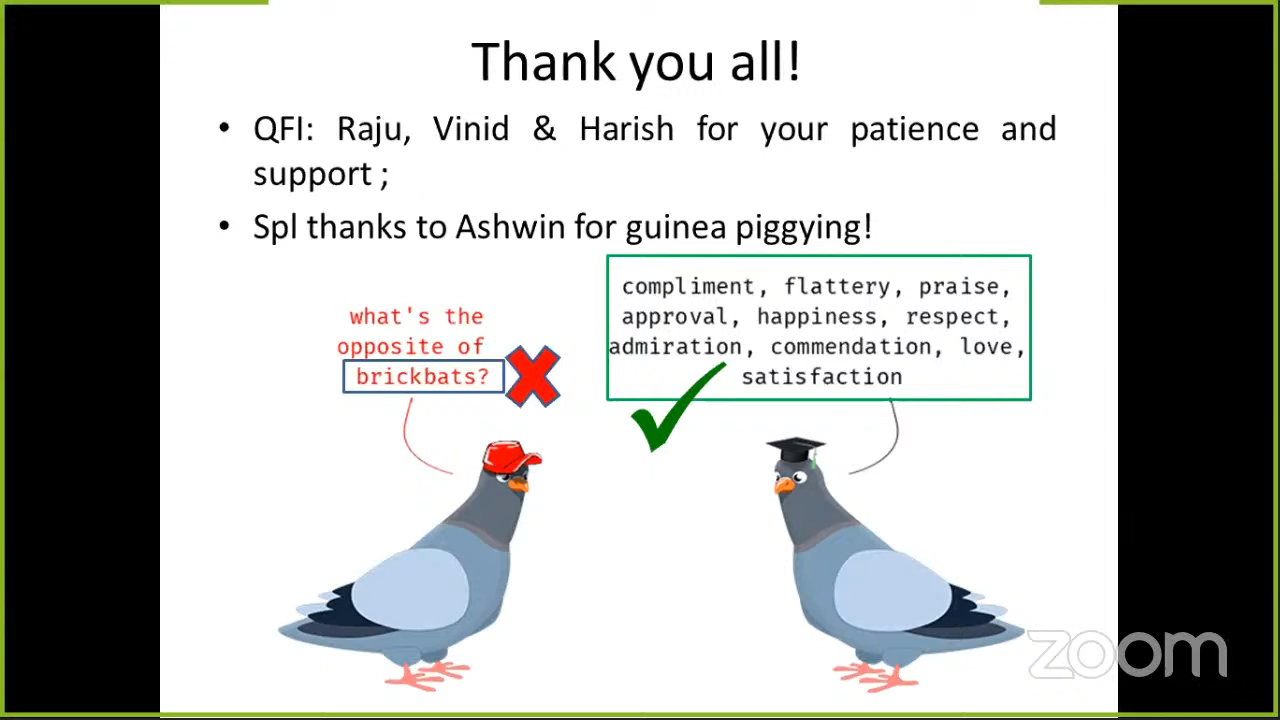 Thank you all!
• QFI: Raju, Vinid & Harish for your patience and
support ;
• Spl thanks to Ashwin for guinea piggying!
what's the
opposite of
brickbats?
compliment, flattery, praise,
approval, happiness, respect,
admiration, commendation, love,
satisfaction
zoom